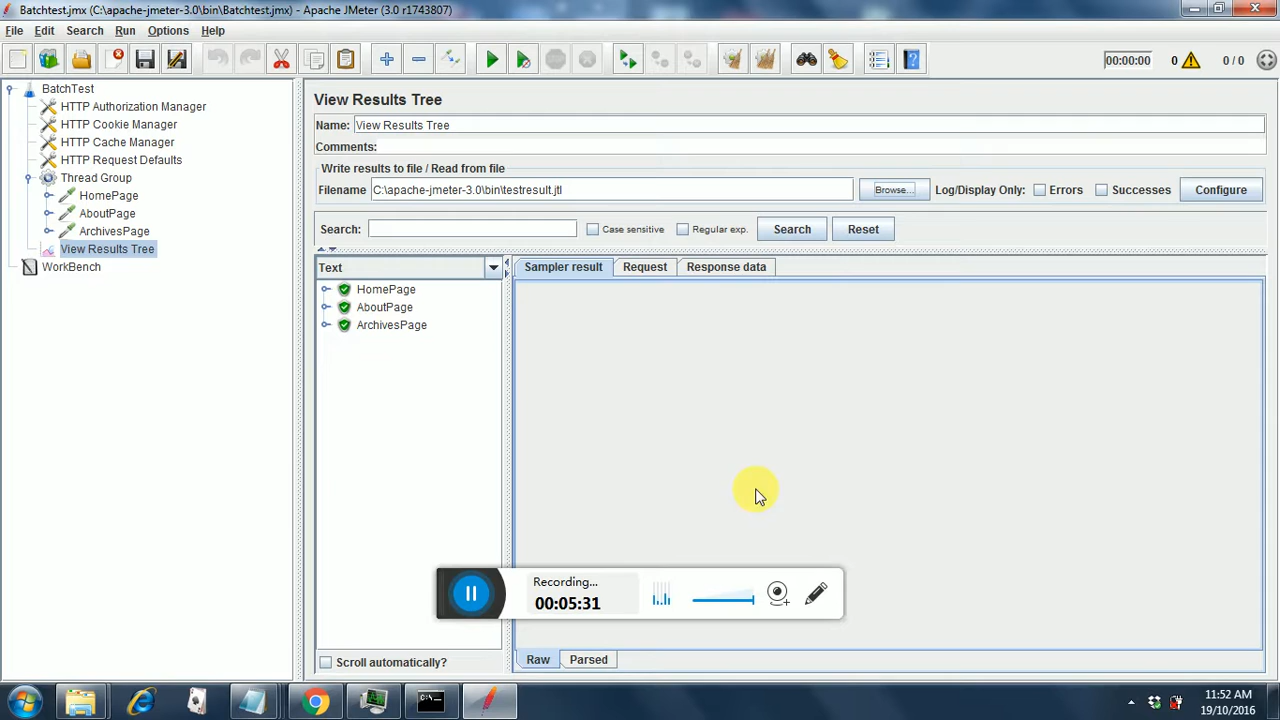 Batchtest.jmx (C:\apache-jmeter-3.0\bin\Batchtest.jmx) - Apache JMeter (3.0 r1743807)
File Edit Search Run Options Help
00:00:00 0 0 / 0
BatchTest
HTTP Authorization Manager
HTTP Cookie Manager
HTTP Cache Manager
HTTP Request Defaults
Thread Group
HomePage
AboutPage
ArchivesPage
View Results Tree
WorkBench
View Results Tree
Name: View Results Tree
Comments:
Write results to file / Read from file
Filename C:\apache-jmeter-3.0\bin\testresult.jtl Browse... Log/Display Only: Errors Successes Configure
Search: Case sensitive Regular exp. Search Reset
Text
HomePage
AboutPage
ArchivesPage
Scroll automatically?
Sampler result Request Response data
Recording...
00:05:31
Raw Parsed
11:52 AM
19/10/2016